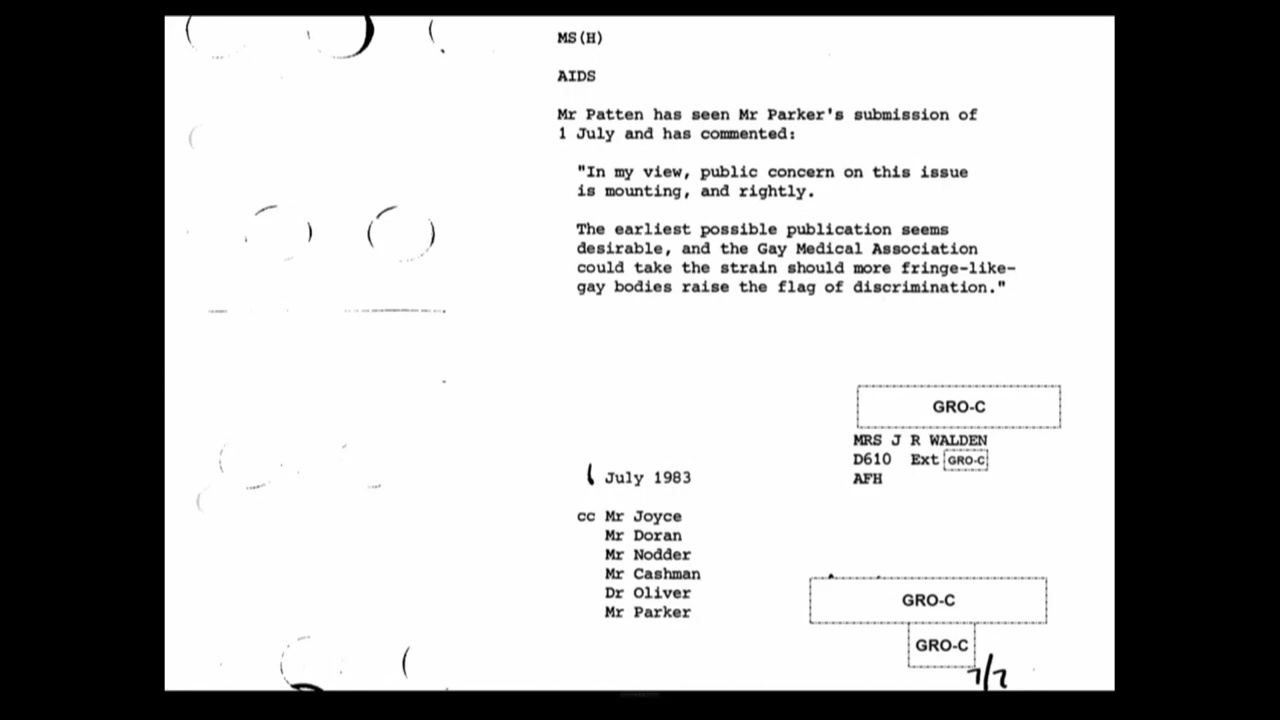 MS(H)
AIDS
Mr Patten has seen Mr Parker's submission of
1 July and has commented:
"In my view, public concern on this issue
is mounting, and rightly.
The earliest possible publication seems
desirable, and the Gay Medical Association
could take the strain should more fringe-like-
gay bodies raise the flag of discrimination."
GRO-C
MRS J R WALDEN
D610 Ext GRO-C
AFH
July 1983
cc Mr Joyce
Mr Doran
Mr Nodder
Mr Cashman
Dr Oliver
Mr Parker
GRO-C
GRO-C
7/7